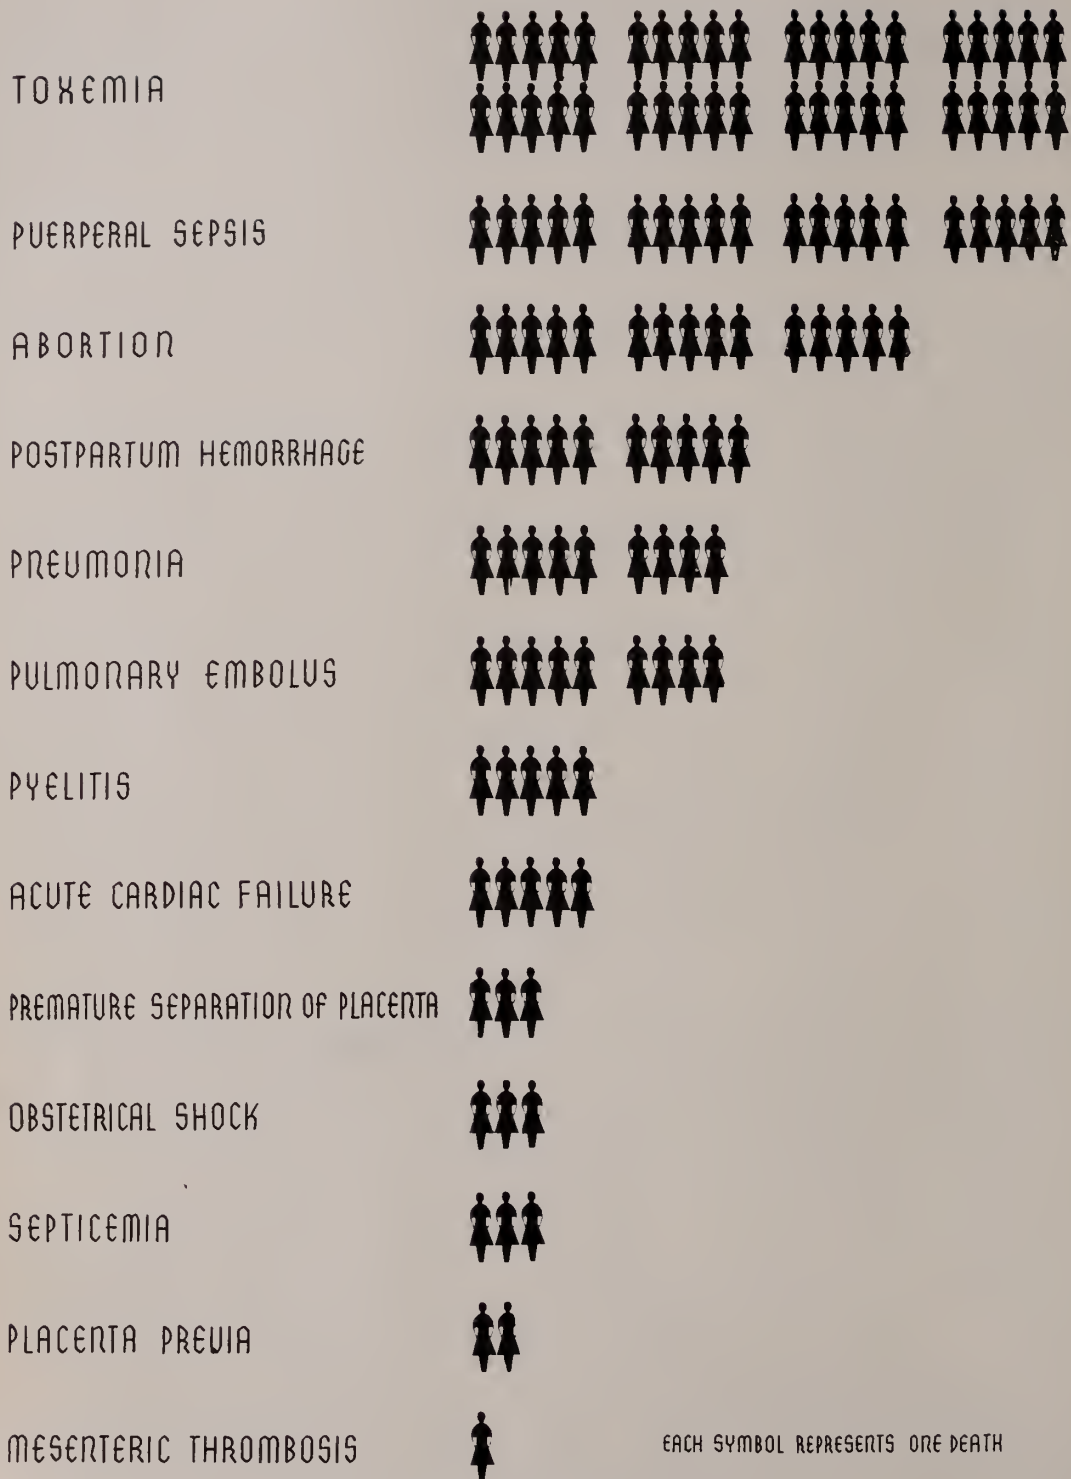 TOXEMIA
PUERPERAL SEPSIS
ABORTION
POSTPARTUM HEMORRHAGE
PNEUMONIA
PULMONARY EMBOLUS
PYELITIS
ACUTE CARDIAC FAILURE
PREMATURE SEPARATION OF PLACENTA
OBSTETRICAL SHOCK
SEPTICEMIA
PLACENTA PREVIA
MESENTERIC THROMBOSIS
EACH SYMBOL REPRESENTS ONE DEATH